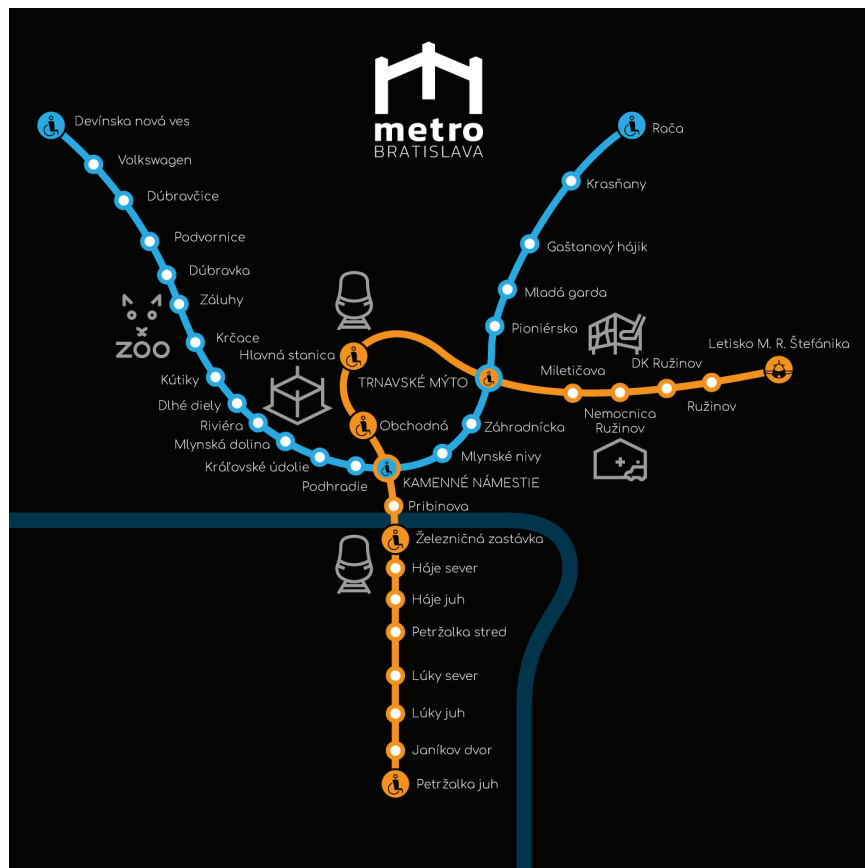 metro
BRATISLAVA
Devínska nová ves
Volkswagen
Dúbravčice
Podvornice
Dúbravka
Záluhy
ZOO
Krčace
Kútiky
Dlhé diely
Riviéra
Mlynská dolina
Kráľovské údolie
Podhradie
KAMENNÉ NÁMESTIE
Mlynské nivy
Záhradnícka
TRNAVSKÉ MÝTO
Pioniérska
Mladá garda
Gaštanový hájik
Krasňany
Rača
Letisko M. R. Štefánika
Ružinov
DK Ružinov
Nemocnica
Ružinov
Miletičova
Hlavná stanica
Obchodná
Pribinova
Železničná zastávka
Háje sever
Háje juh
Petržalka stred
Lúky sever
Lúky juh
Janíkov dvor
Petržalka juh